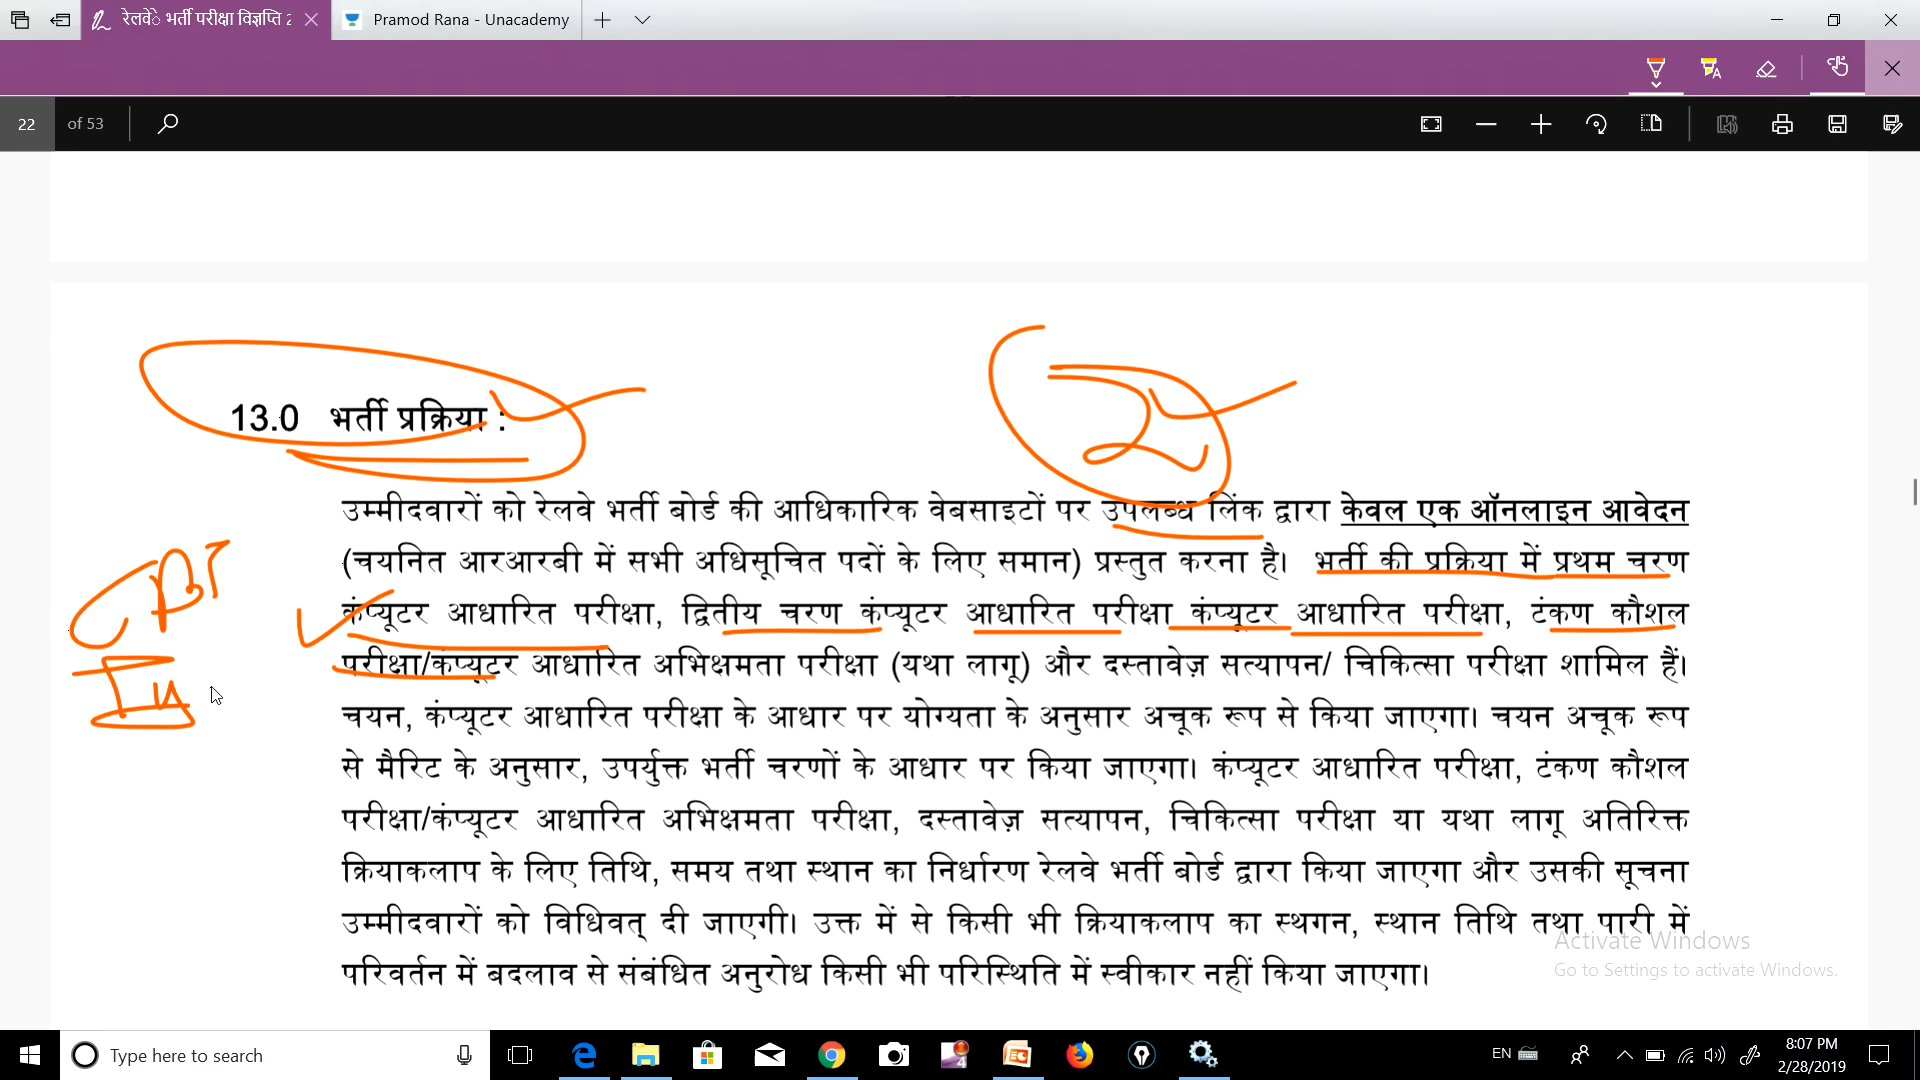 रेलवेे भर्ती परीक्षा विज्ञप्ति 2
Pramod Rana - Unacademy
22 of 53
13.0 भर्ती प्रक्रिया :
2
उम्मीदवारों को रेलवे भर्ती बोर्ड की आधिकारिक वेबसाइटों पर उपलब्ध लिंक द्वारा केवल एक ऑनलाइन आवेदन
(चयनित आरआरबी में सभी अधिसूचित पदों के लिए समान) प्रस्तुत करना है। भर्ती की प्रक्रिया में प्रथम चरण
कंप्यूटर आधारित परीक्षा, द्वितीय चरण कंप्यूटर आधारित परीक्षा कंप्यूटर आधारित परीक्षा, टंकण कौशल
परीक्षा/कंप्यूटर आधारित अभिक्षमता परीक्षा (यथा लागू) और दस्तावेज़ सत्यापन/ चिकित्सा परीक्षा शामिल हैं।
चयन, कंप्यूटर आधारित परीक्षा के आधार पर योग्यता के अनुसार अचूक रूप से किया जाएगा। चयन अचूक रूप
से मैरिट के अनुसार, उपर्युक्त भर्ती चरणों के आधार पर किया जाएगा। कंप्यूटर आधारित परीक्षा, टंकण कौशल
परीक्षा/कंप्यूटर आधारित अभिक्षमता परीक्षा, दस्तावेज़ सत्यापन, चिकित्सा परीक्षा या यथा लागू अतिरिक्त
क्रियाकलाप के लिए तिथि, समय तथा स्थान का निर्धारण रेलवे भर्ती बोर्ड द्वारा किया जाएगा और उसकी सूचना
उम्मीदवारों को विधिवत् दी जाएगी। उक्त में से किसी भी क्रियाकलाप का स्थगन, स्थान तिथि तथा पारी में
परिवर्तन में बदलाव से संबंधित अनुरोध किसी भी परिस्थिति में स्वीकार नहीं किया जाएगा।
Activate Windows
Go to Settings to activate Windows.
Type here to search
EN
8:07 PM
2/28/2019